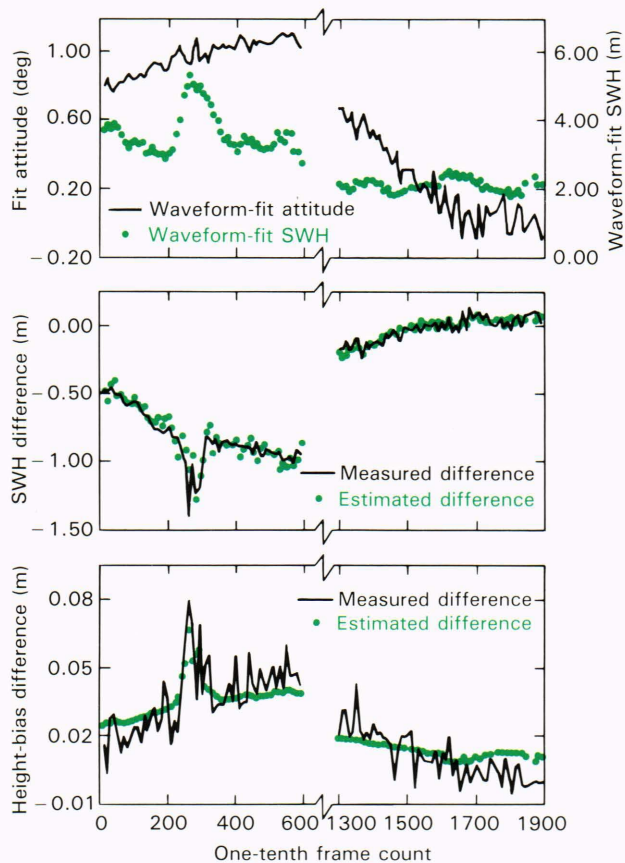 Fit attitude (deg)
1.00
0.60
0.20
−0.20
Waveform-fit attitude
Waveform-fit SWH
6.00
4.00
2.00
0.00
Waveform-fit SWH (m)
SWH difference (m)
0.00
−0.50
−1.00
−1.50
Measured difference
Estimated difference
Height-bias difference (m)
0.08
0.05
0.02
−0.01
Measured difference
Estimated difference
0 200 400 600 1300 1500 1700 1900
One-tenth frame count